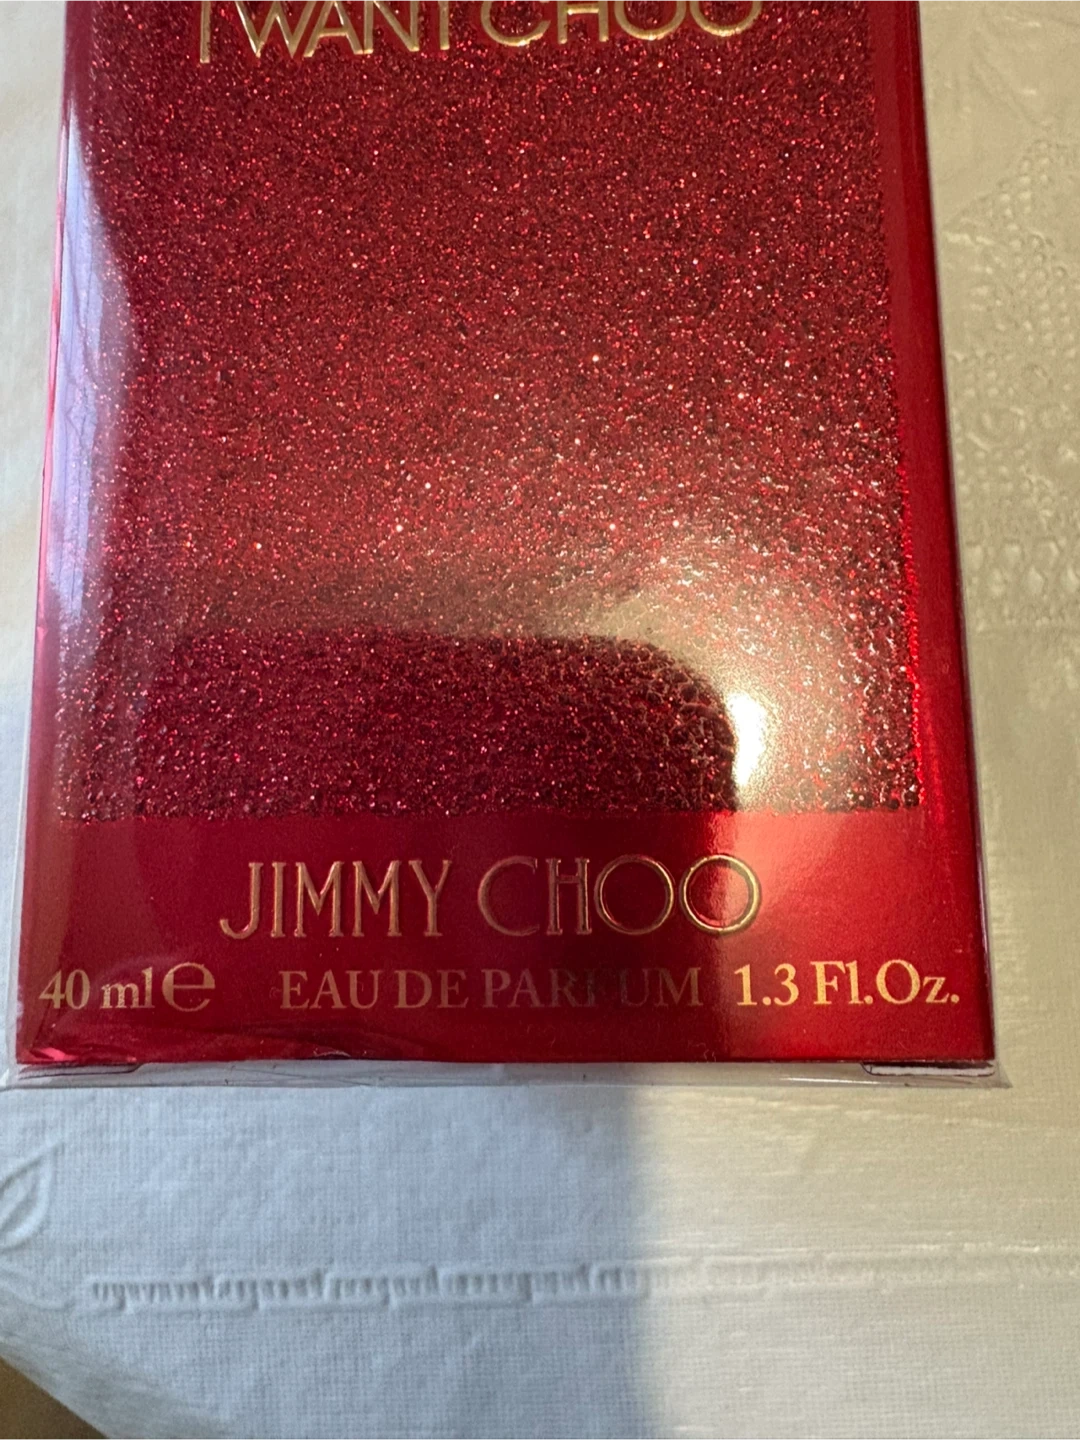 I WANT CHOO
JIMMY CHOO
40 ml e EAU DE PARFUM 1.3 Fl.Oz.